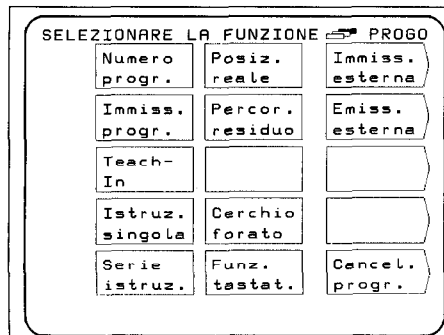 SELEZIONARE LA FUNZIONE PROG0
Numero progr. Posiz. reale Immiss. esterna
Immiss. progr. Percor. residuo Emiss. esterna
Teach-In
Istruz. singola Cerchio forato
Serie istruz. Funz. tastat. Cancel. progr.